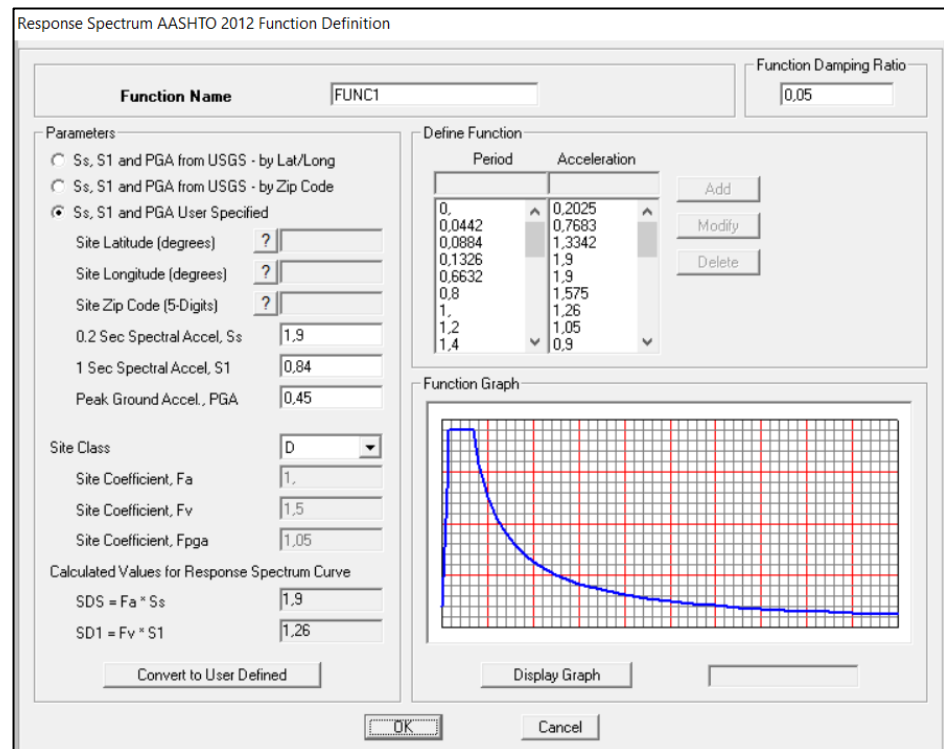 Response Spectrum AASHTO 2012 Function Definition
Function Damping Ratio
Function Name
FUNC1
0,05
Parameters
Ss, S1 and PGA from USGS - by Lat/Long
Ss, S1 and PGA from USGS - by Zip Code
Ss, S1 and PGA User Specified
Site Latitude (degrees) ?
Site Longitude (degrees) ?
Site Zip Code (5-Digits) ?
0.2 Sec Spectral Accel, Ss 1,9
1 Sec Spectral Accel, S1 0,84
Peak Ground Accel., PGA 0,45
Site Class D
Site Coefficient, Fa 1,
Site Coefficient, Fv 1,5
Site Coefficient, Fpga 1,05
Calculated Values for Response Spectrum Curve
SDS = Fa * Ss 1,9
SD1 = Fv * S1 1,26
Convert to User Defined
Define Function
Period Acceleration
0, 0,2025
0,0442 0,7683
0,0884 1,3342
0,1326 1,9
0,6632 1,9
0,8 1,575
1, 1,26
1,2 1,05
1,4 0,9
Add
Modify
Delete
Function Graph
Display Graph
OK
Cancel